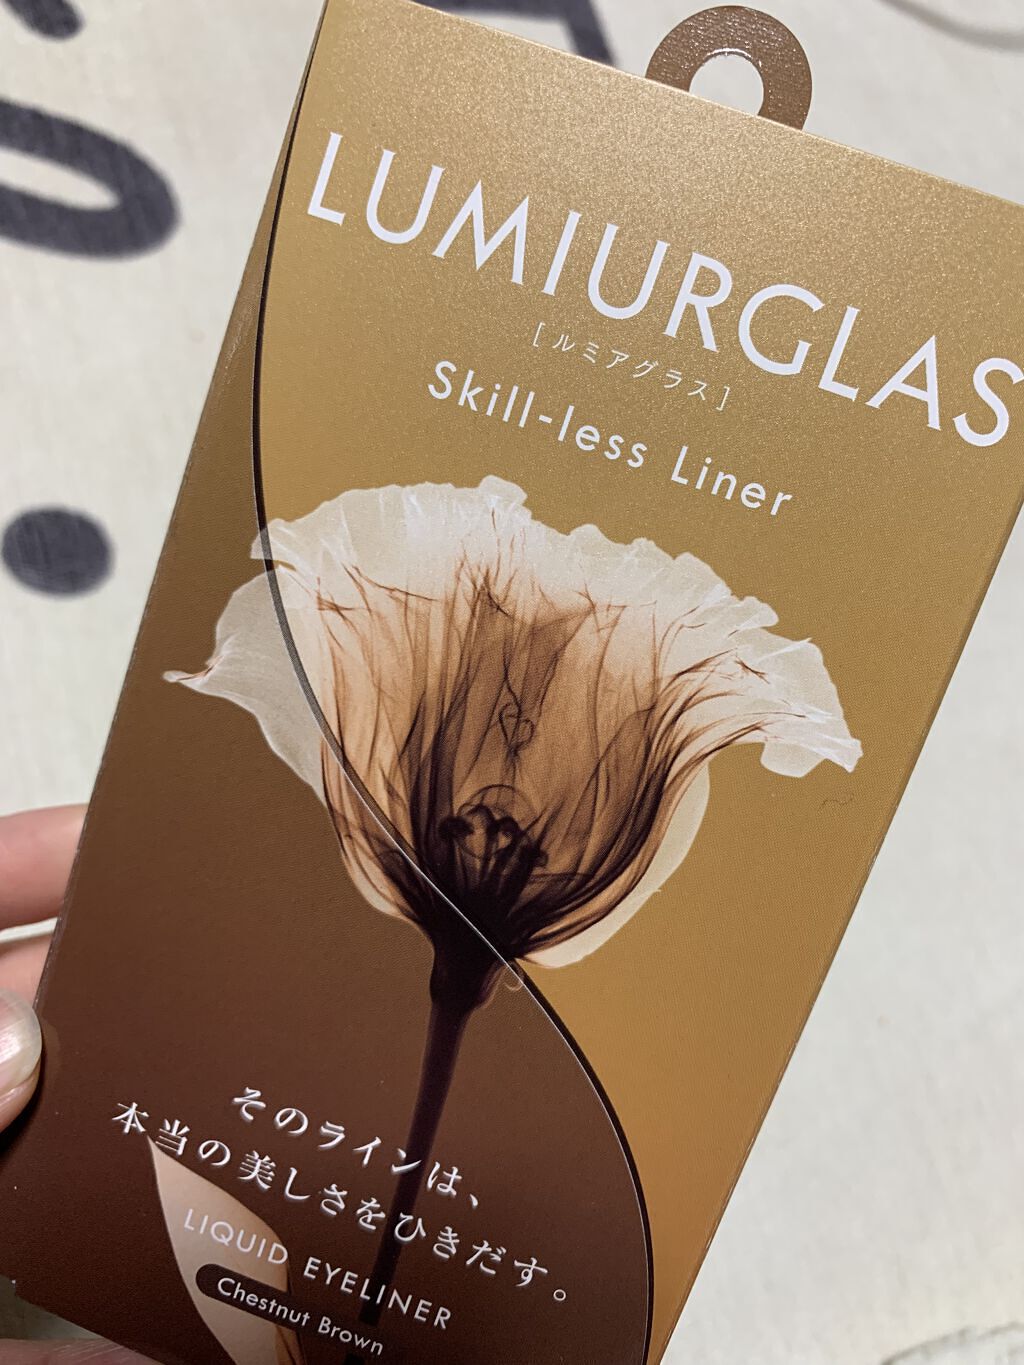 LUMIURGLAS
[ルミアグラス]
Skill-less Liner
そのラインは、
本当の美しさをひきだす。
LIQUID EYELINER
Chestnut Brown